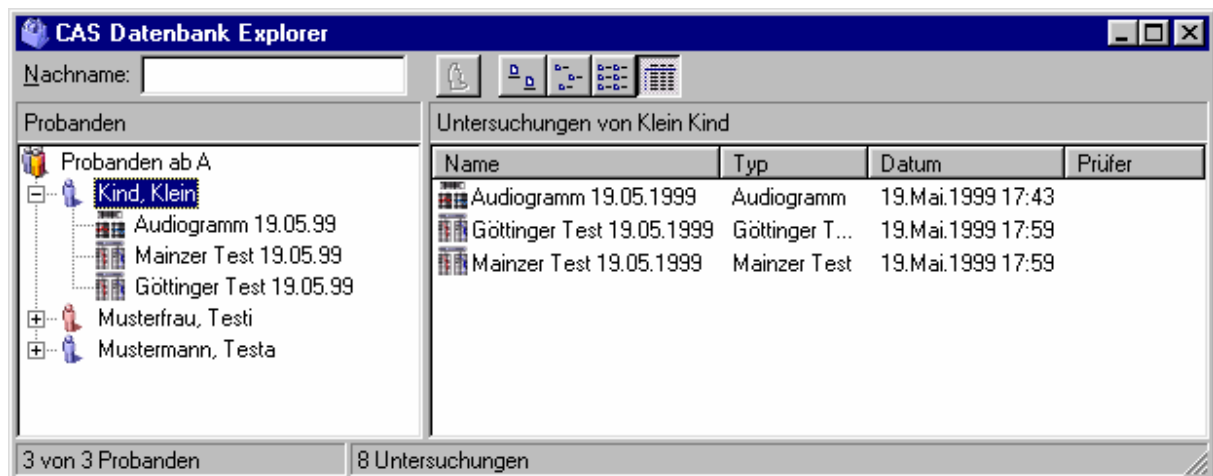 CAS Datenbank Explorer
Nachname:
Probanden
Untersuchungen von Klein Kind
Probanden ab A
Kind, Klein
Audiogramm 19.05.99
Mainzer Test 19.05.99
Göttinger Test 19.05.99
Musterfrau, Testi
Mustermann, Testa
Name Typ Datum Prüfer
Audiogramm 19.05.1999 Audiogramm 19.Mai.1999 17:43
Göttinger Test 19.05.1999 Göttinger T... 19.Mai.1999 17:59
Mainzer Test 19.05.1999 Mainzer Test 19.Mai.1999 17:59
3 von 3 Probanden
8 Untersuchungen